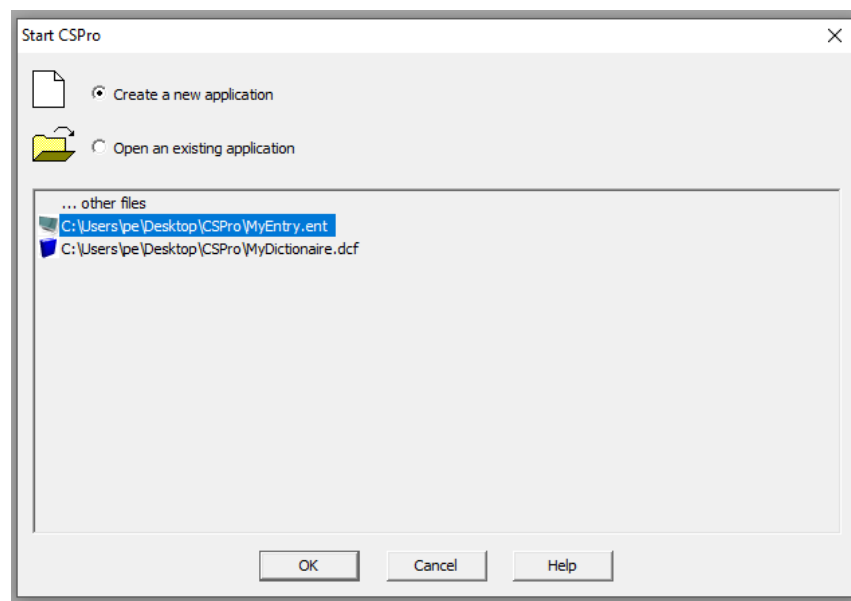 Start CSPro
Create a new application
Open an existing application
... other files
C:\Users\pe\Desktop\CSPro\MyEntry.ent
C:\Users\pe\Desktop\CSPro\MyDictionaire.dcf
OK Cancel Help